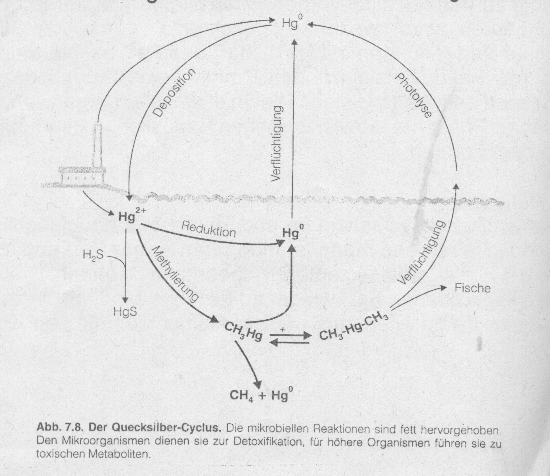 Hg⁰
Deposition
Photolyse
Verflüchtigung
Hg²⁺
Reduktion
Hg⁰
H₂S
Methylierung
Verflüchtigung
Fische
HgS
CH₃Hg
+
CH₃-Hg-CH₃
CH₄ + Hg⁰
Abb. 7.8. Der Quecksilber-Cyclus. Die mikrobiellen Reaktionen sind fett hervorgehoben.
Den Mikroorganismen dienen sie zur Detoxifikation, für höhere Organismen führen sie zu
toxischen Metaboliten.